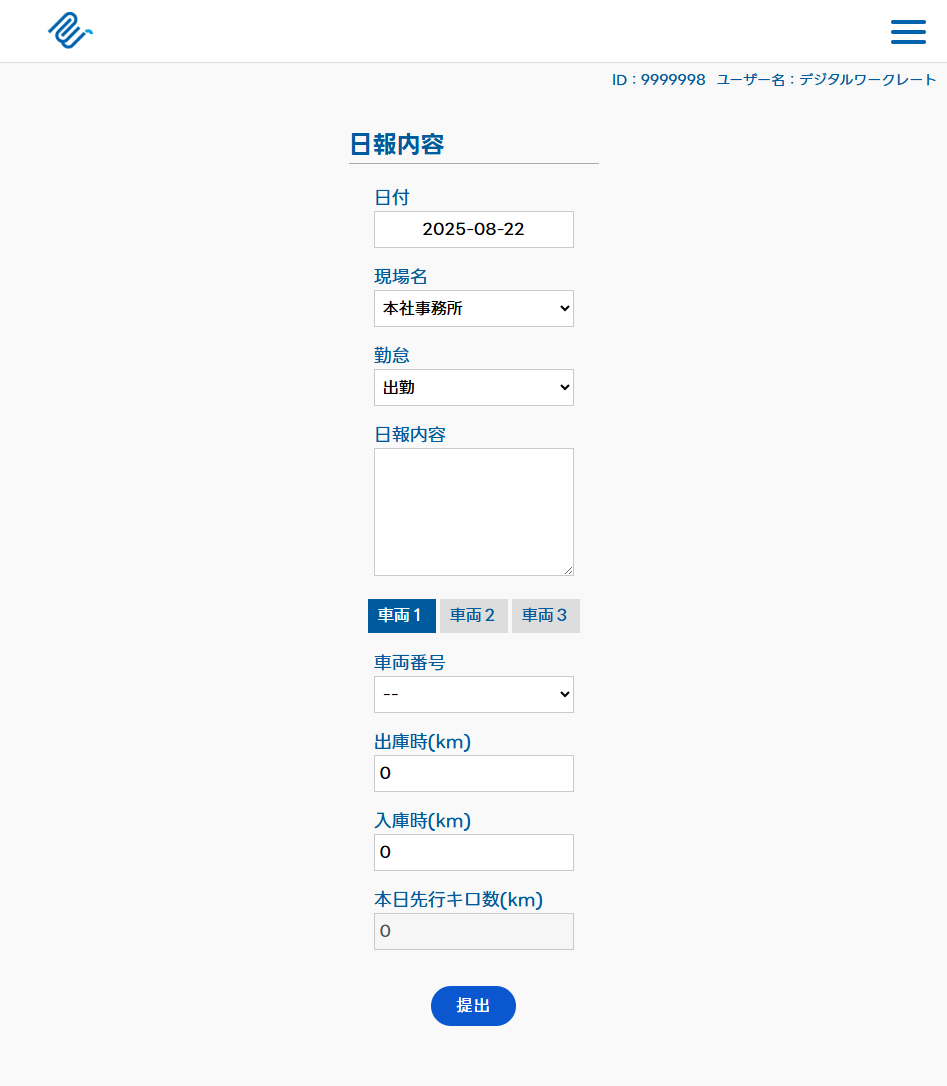 ID：9999998 ユーザー名：デジタルワークレート
日報内容
日付
2025-08-22
現場名
本社事務所
勤怠
出勤
日報内容
車両1 車両2 車両3
車両番号
--
出庫時(km)
0
入庫時(km)
0
本日先行キロ数(km)
0
提出